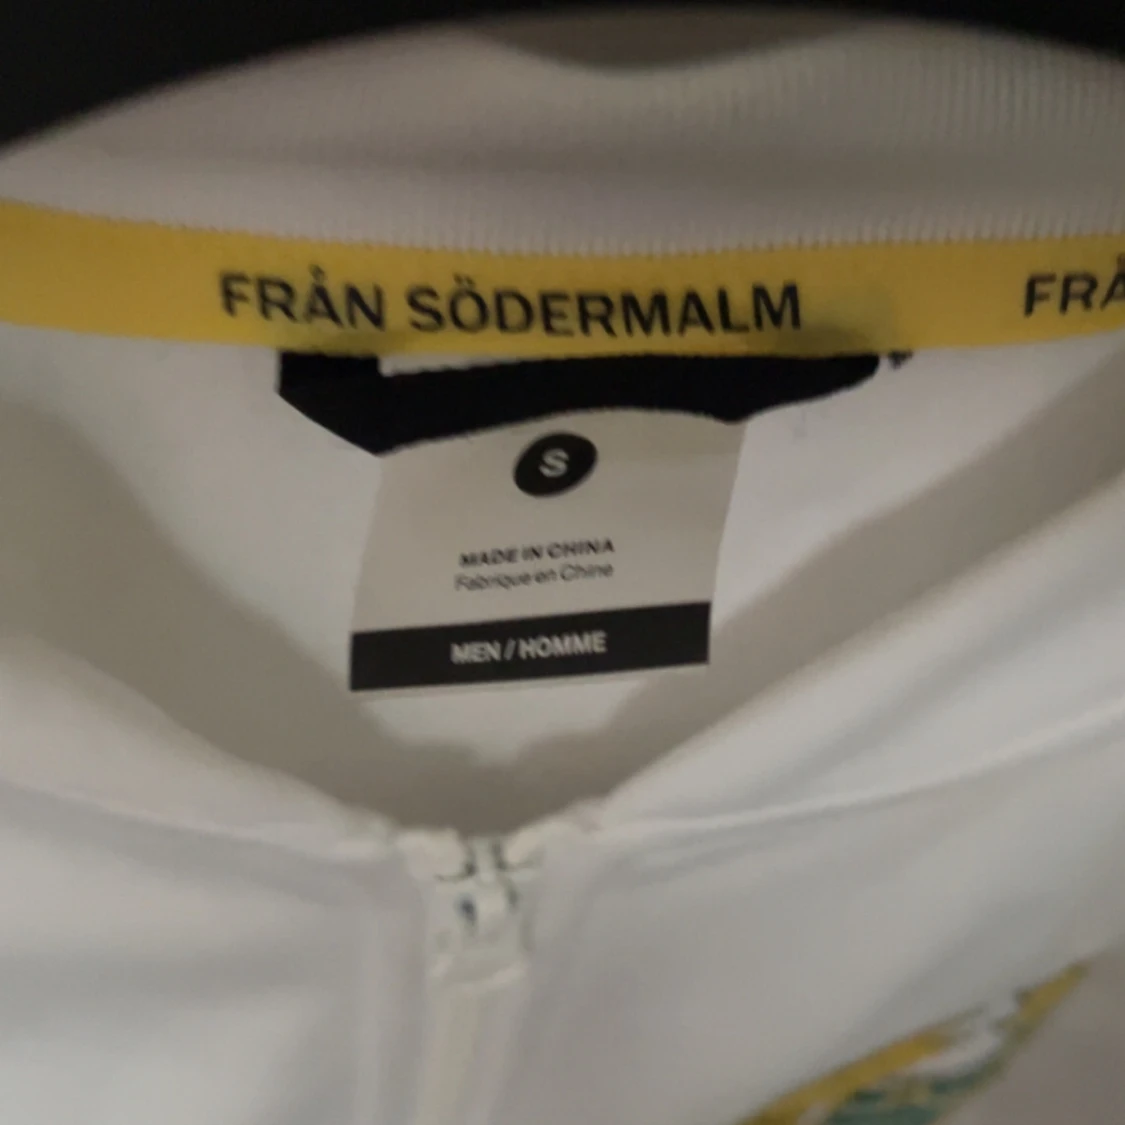 FRÅN SÖDERMALM FRÅ
S
MADE IN CHINA
Fabriqué en Chine
MEN / HOMME